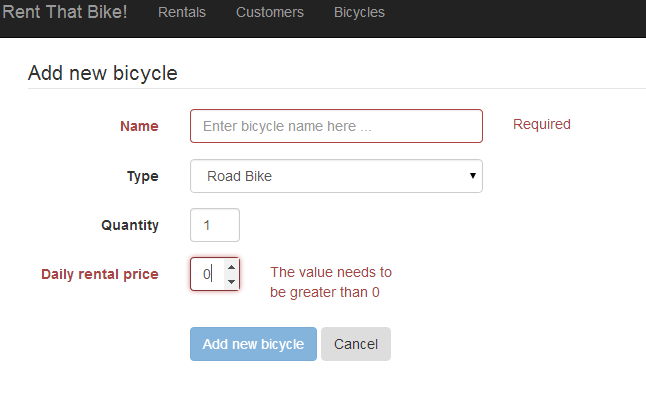 Rent That Bike! Rentals Customers Bicycles
Add new bicycle
Name Enter bicycle name here ... Required
Type Road Bike
Quantity 1
Daily rental price 0 The value needs to
be greater than 0
Add new bicycle Cancel